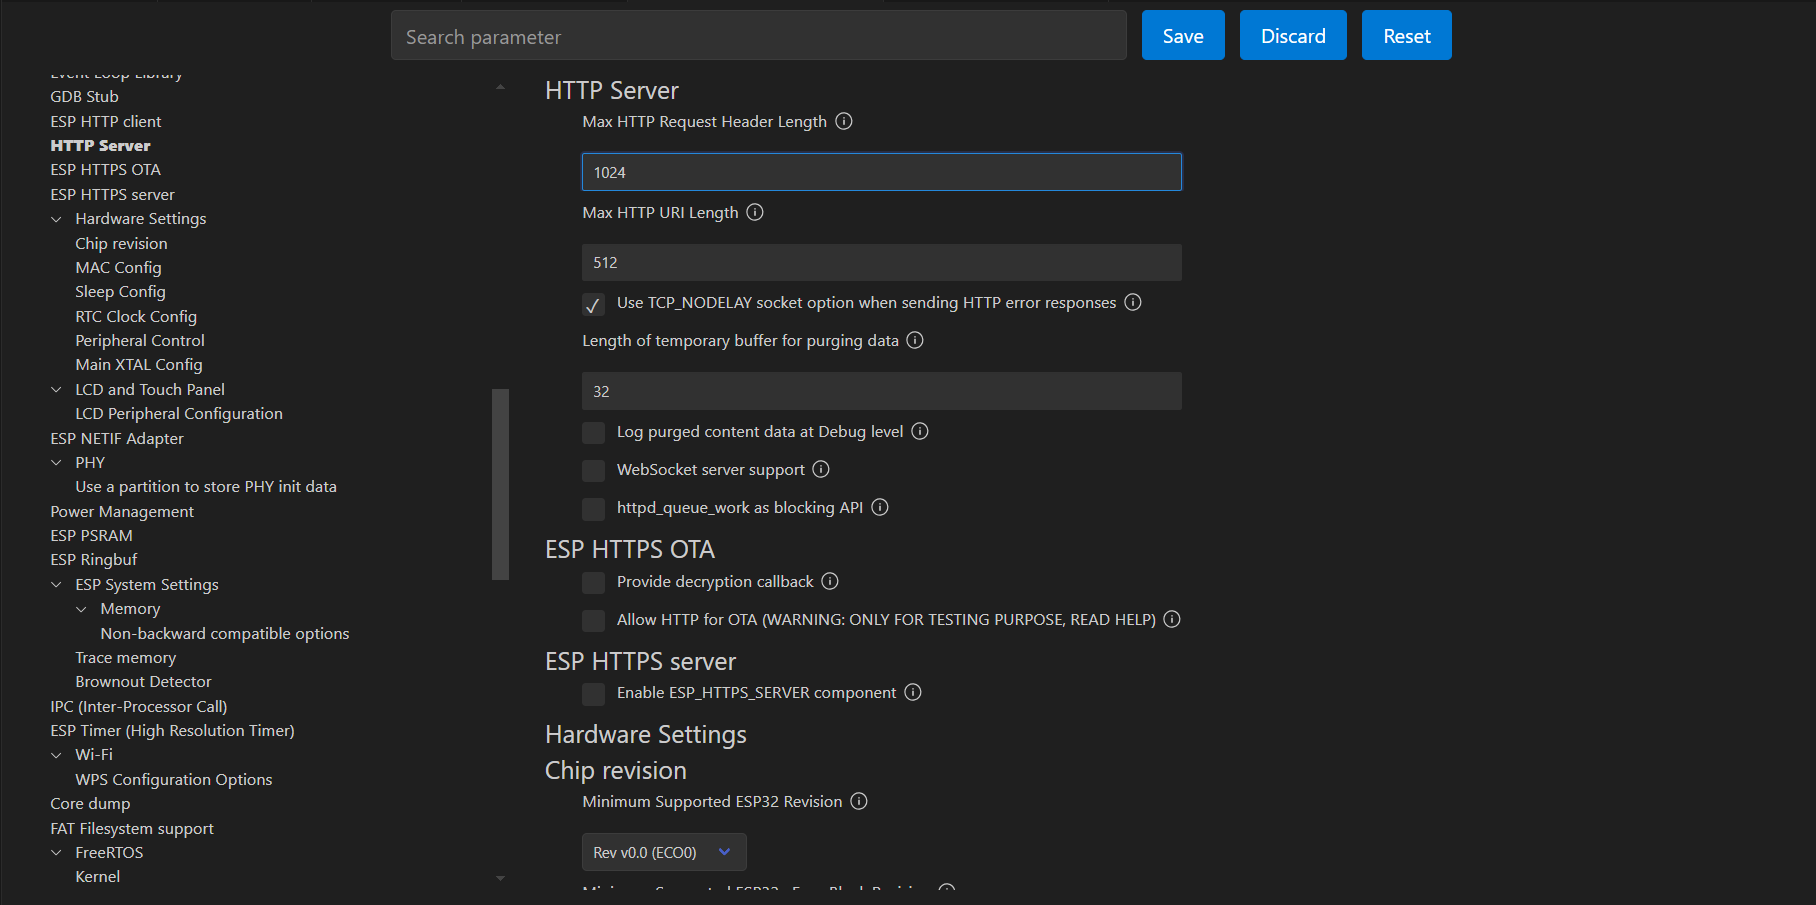 Search parameter
Save
Discard
Reset
Event Loop Library
GDB Stub
ESP HTTP client
HTTP Server
ESP HTTPS OTA
ESP HTTPS server
Hardware Settings
Chip revision
MAC Config
Sleep Config
RTC Clock Config
Peripheral Control
Main XTAL Config
LCD and Touch Panel
LCD Peripheral Configuration
ESP NETIF Adapter
PHY
Use a partition to store PHY init data
Power Management
ESP PSRAM
ESP Ringbuf
ESP System Settings
Memory
Non-backward compatible options
Trace memory
Brownout Detector
IPC (Inter-Processor Call)
ESP Timer (High Resolution Timer)
Wi-Fi
WPS Configuration Options
Core dump
FAT Filesystem support
FreeRTOS
Kernel
HTTP Server
Max HTTP Request Header Length
1024
Max HTTP URI Length
512
Use TCP_NODELAY socket option when sending HTTP error responses
Length of temporary buffer for purging data
32
Log purged content data at Debug level
WebSocket server support
httpd_queue_work as blocking API
ESP HTTPS OTA
Provide decryption callback
Allow HTTP for OTA (WARNING: ONLY FOR TESTING PURPOSE, READ HELP)
ESP HTTPS server
Enable ESP_HTTPS_SERVER component
Hardware Settings
Chip revision
Minimum Supported ESP32 Revision
Rev v0.0 (ECO0)